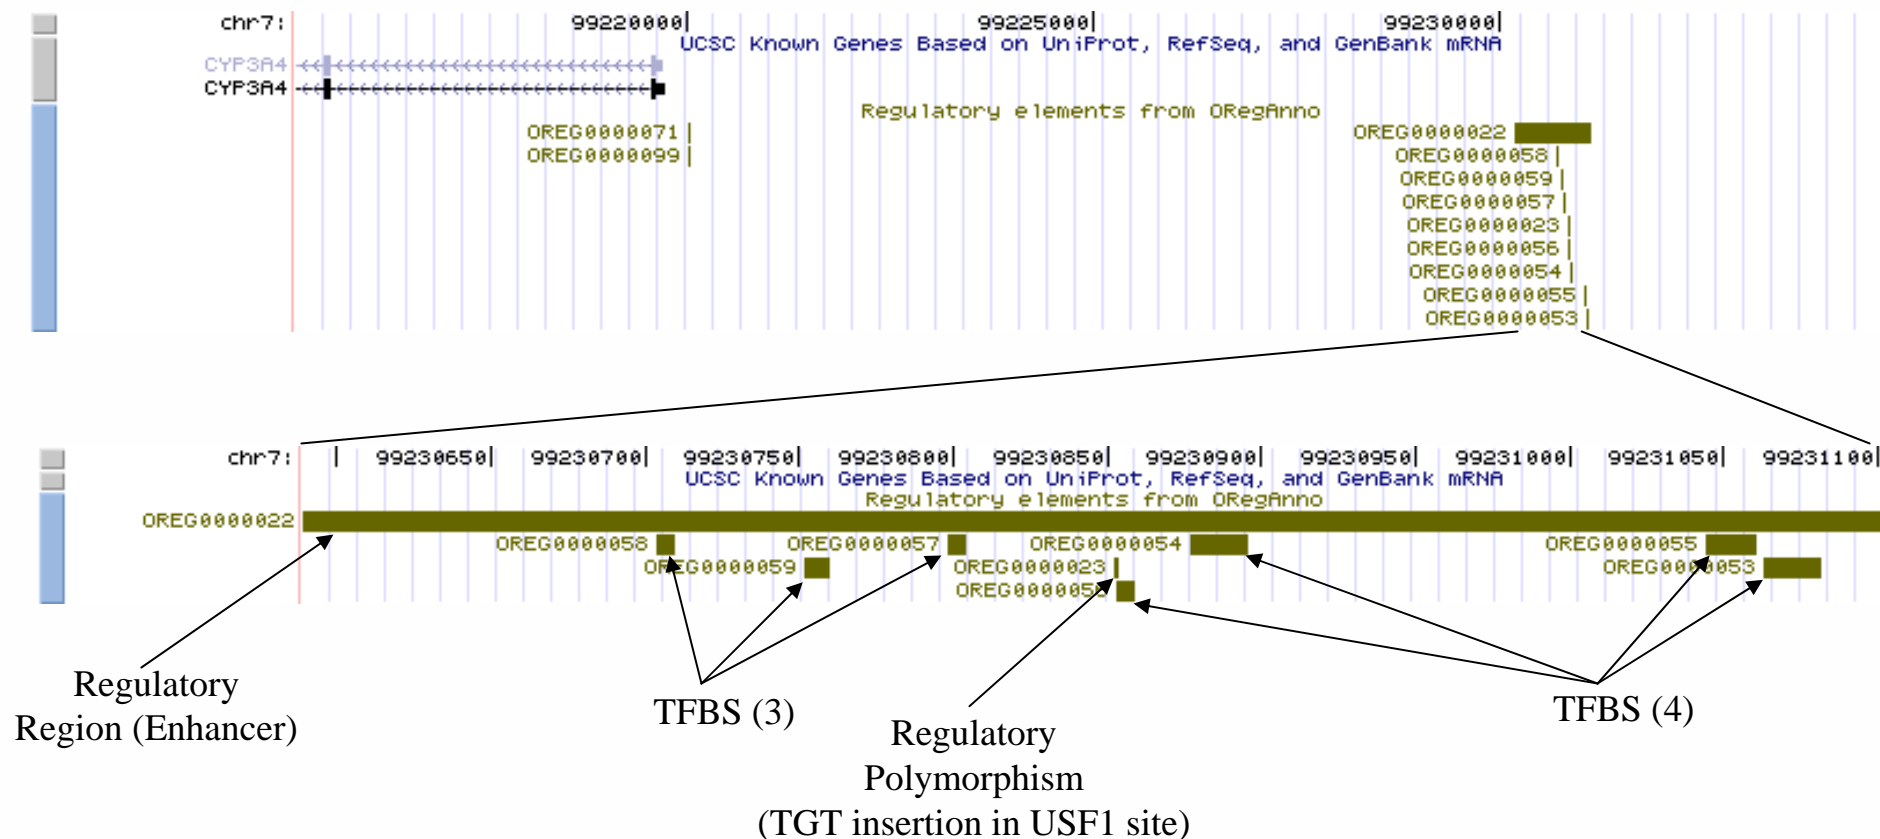 chr7: 99220000| 99225000| 99230000|
UCSC Known Genes Based on UniProt, RefSeq, and GenBank mRNA
CYP3A4
CYP3A4
Regulatory elements from ORegAnno
OREG0000071 OREG0000022
OREG0000099 OREG0000058
OREG0000059
OREG0000057
OREG0000023
OREG0000056
OREG0000054
OREG0000055
OREG0000053
chr7: | 99230650| 99230700| 99230750| 99230800| 99230850| 99230900| 99230950| 99231000| 99231050| 99231100|
UCSC Known Genes Based on UniProt, RefSeq, and GenBank mRNA
Regulatory elements from ORegAnno
OREG0000022
OREG0000058 OREG0000057 OREG0000054 OREG0000055
OREG0000059 OREG0000023 OREG0000053
OREG0000056
Regulatory
Region (Enhancer)
TFBS (3)
Regulatory
Polymorphism
(TGT insertion in USF1 site)
TFBS (4)